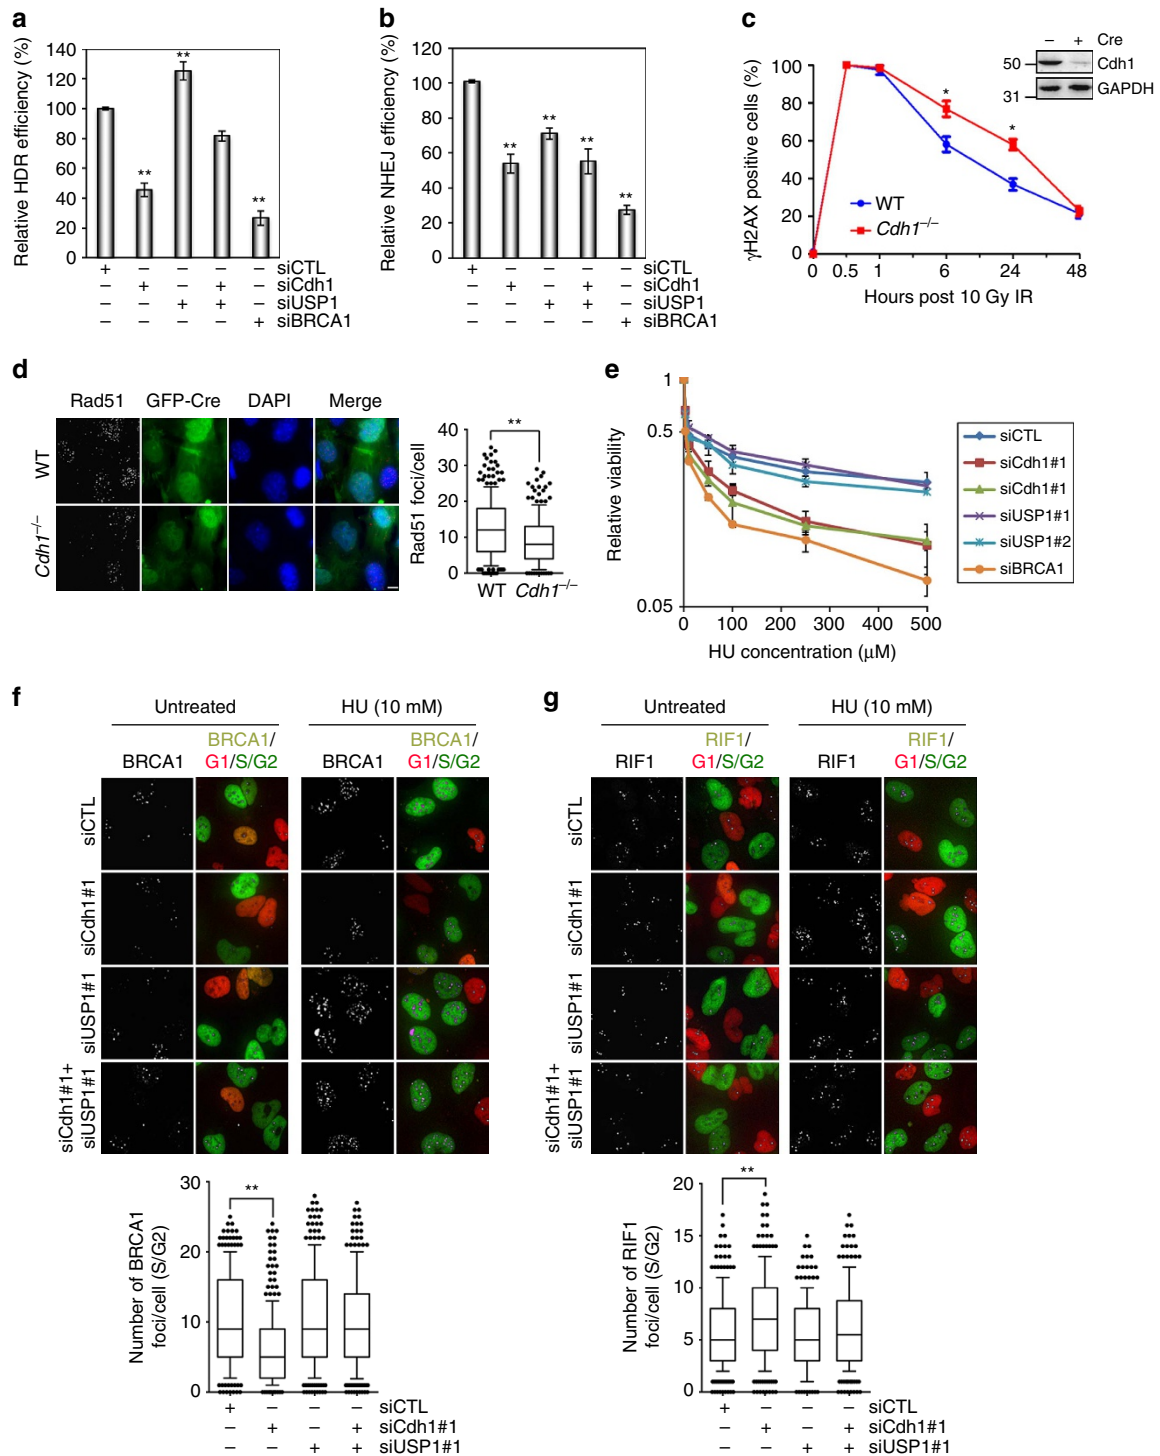 a
Relative HDR efficiency (%)
140
120
100
80
60
40
20
0
**
**
**
+ – – – – siCTL
– + – + – siCdh1
– – + + – siUSP1
– – – – + siBRCA1
b
Relative NHEJ efficiency (%)
120
100
80
60
40
20
0
**
**
**
**
+ – – – – siCTL
– + – + – siCdh1
– – + + – siUSP1
– – – – + siBRCA1
c
γH2AX positive cells (%)
100
80
60
40
20
0
*
*
WT
Cdh1–/–
0 0.5 1 6 24 48
Hours post 10 Gy IR
– + Cre
50 Cdh1
31 GAPDH
d
Rad51 GFP-Cre DAPI Merge
WT
Cdh1–/–
Rad51 foci/cell
40
30
20
10
0
**
WT Cdh1–/–
e
Relative viability
1
0.5
0.05
0 100 200 300 400 500
HU concentration (μM)
siCTL
siCdh1#1
siCdh1#1
siUSP1#1
siUSP1#2
siBRCA1
f
Untreated HU (10 mM)
BRCA1 BRCA1/ G1/S/G2 BRCA1 BRCA1/ G1/S/G2
siCTL
siCdh1#1
siUSP1#1
siCdh1#1+
siUSP1#1
Number of BRCA1
foci/cell (S/G2)
30
20
10
0
**
+ – – – siCTL
– + – + siCdh1#1
– – + + siUSP1#1
g
Untreated HU (10 mM)
RIF1 RIF1/ G1/S/G2 RIF1 RIF1/ G1/S/G2
siCTL
siCdh1#1
siUSP1#1
siCdh1#1+
siUSP1#1
Number of RIF1
foci/cell (S/G2)
20
15
10
5
0
**
+ – – – siCTL
– + – + siCdh1#1
– – + + siUSP1#1